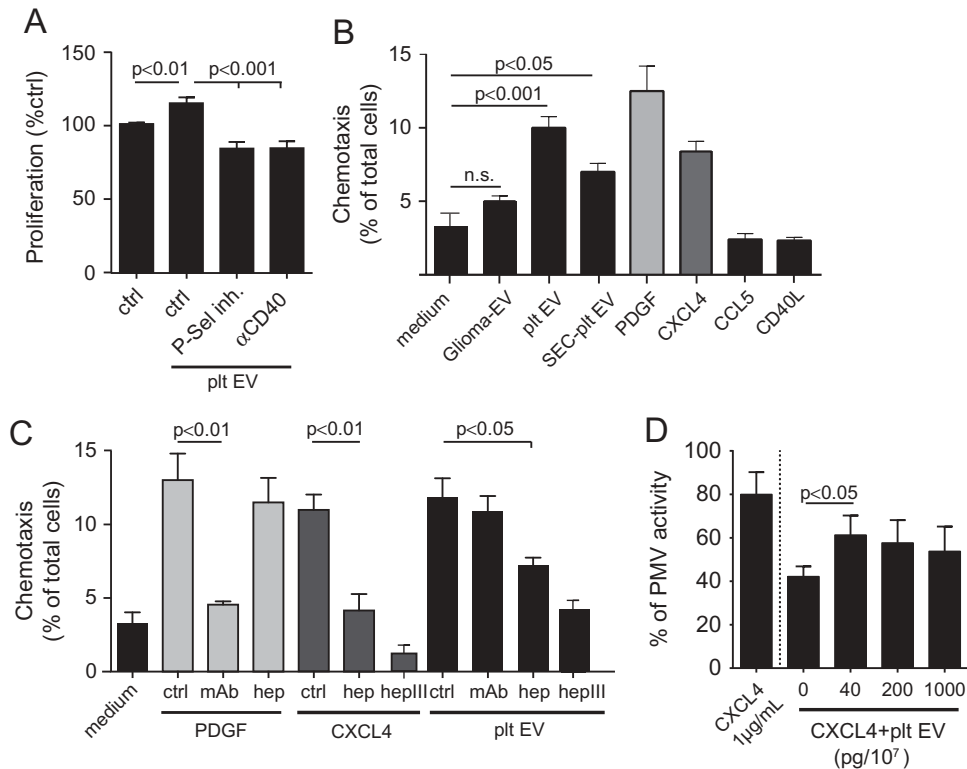 A
Proliferation (%ctrl)
150
100
50
0
p<0.01
p<0.001
ctrl
ctrl
P-Sel inh.
αCD40
plt EV
B
Chemotaxis
(% of total cells)
15
10
5
p<0.05
p<0.001
n.s.
medium
Glioma-EV
plt EV
SEC-plt EV
PDGF
CXCL4
CCL5
CD40L
C
Chemotaxis
(% of total cells)
15
10
5
0
p<0.01
p<0.01
p<0.05
medium
ctrl mAb hep
ctrl hep hepIII
ctrl mAb hep hepIII
PDGF
CXCL4
plt EV
D
% of PMV activity
100
80
60
40
20
0
p<0.05
CXCL4
1µg/mL
0 40 200 1000
CXCL4+plt EV
(pg/10⁷)